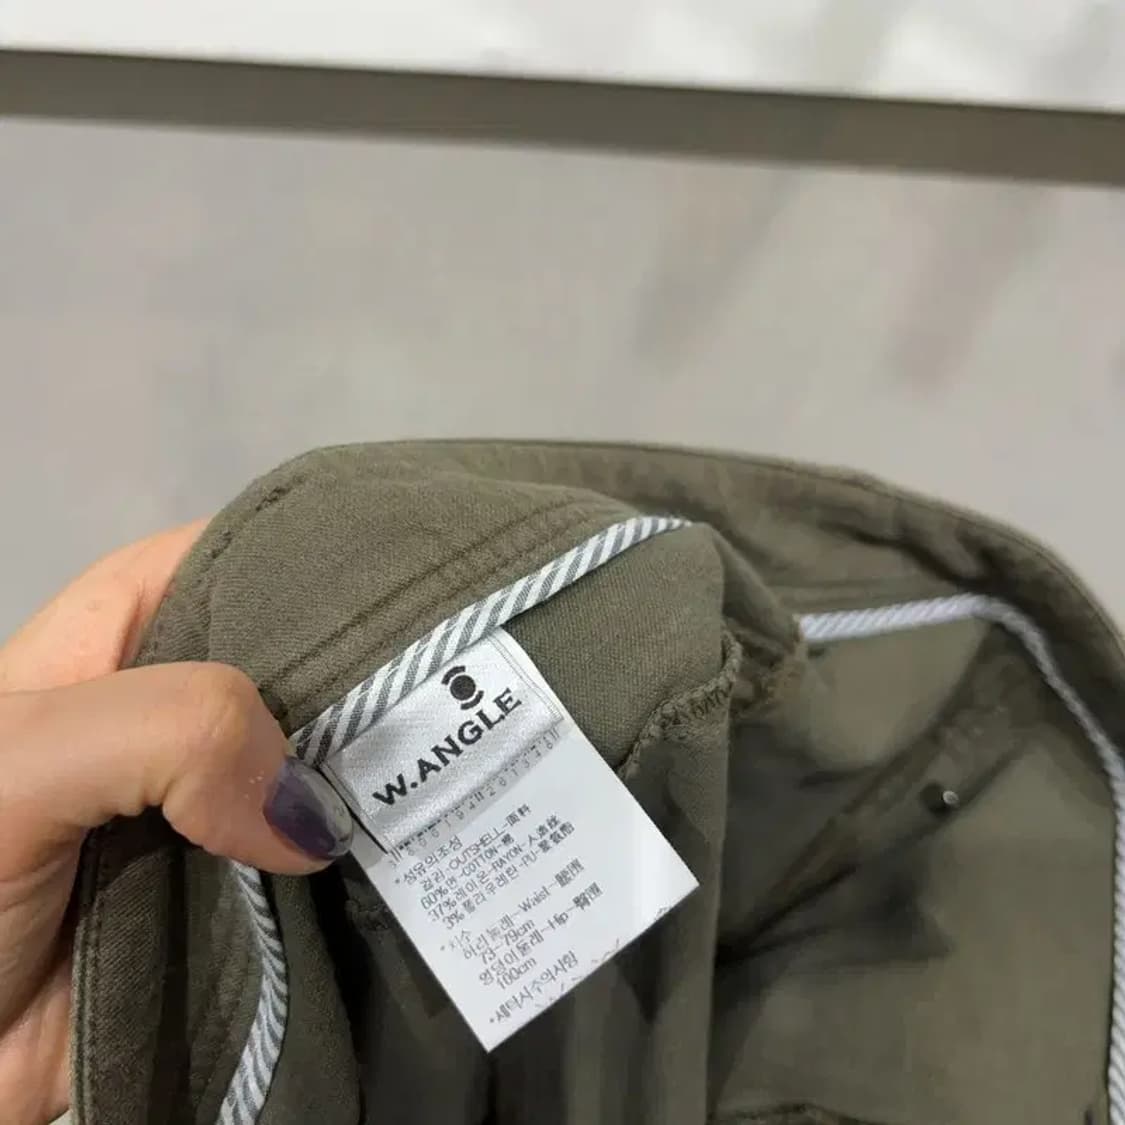 W.ANGLE
*섬유의조성
겉감-OUTSHELL-面料
60%면-COTTON-棉
37%레이온-RAYON-人造丝
3%폴리우레탄-PU-聚氨酯
*치수
허리둘레-Waist-腰围
73-79cm
엉덩이둘레-Hip-臀围
100cm
*세탁시주의사항